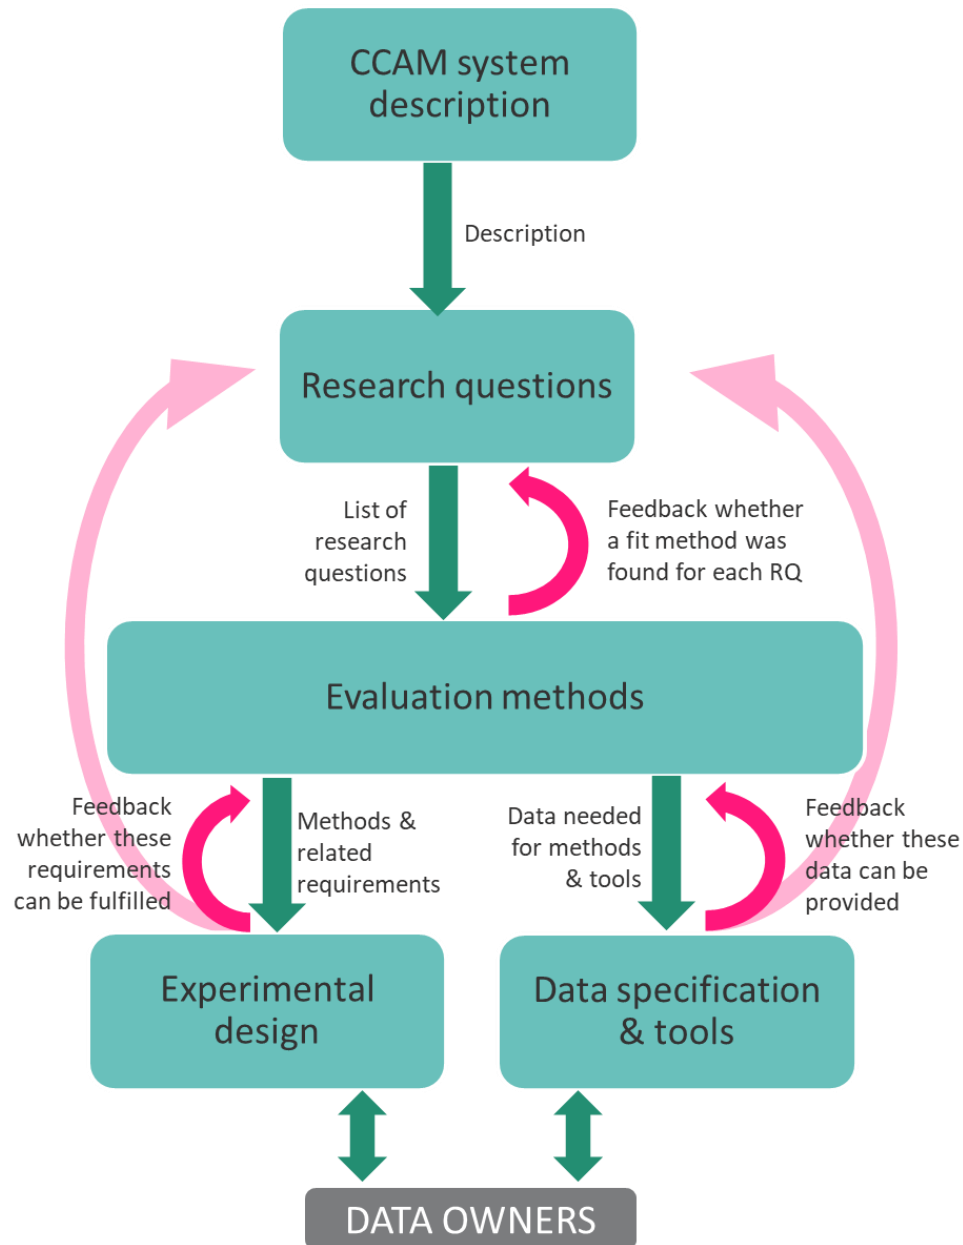 CCAM system
description
Description
Research questions
List of
research
questions
Feedback whether
a fit method was
found for each RQ
Evaluation methods
Feedback
whether these
requirements
can be fulfilled
Methods &
related
requirements
Data needed
for methods
& tools
Feedback
whether these
data can be
provided
Experimental
design
Data specification
& tools
DATA OWNERS